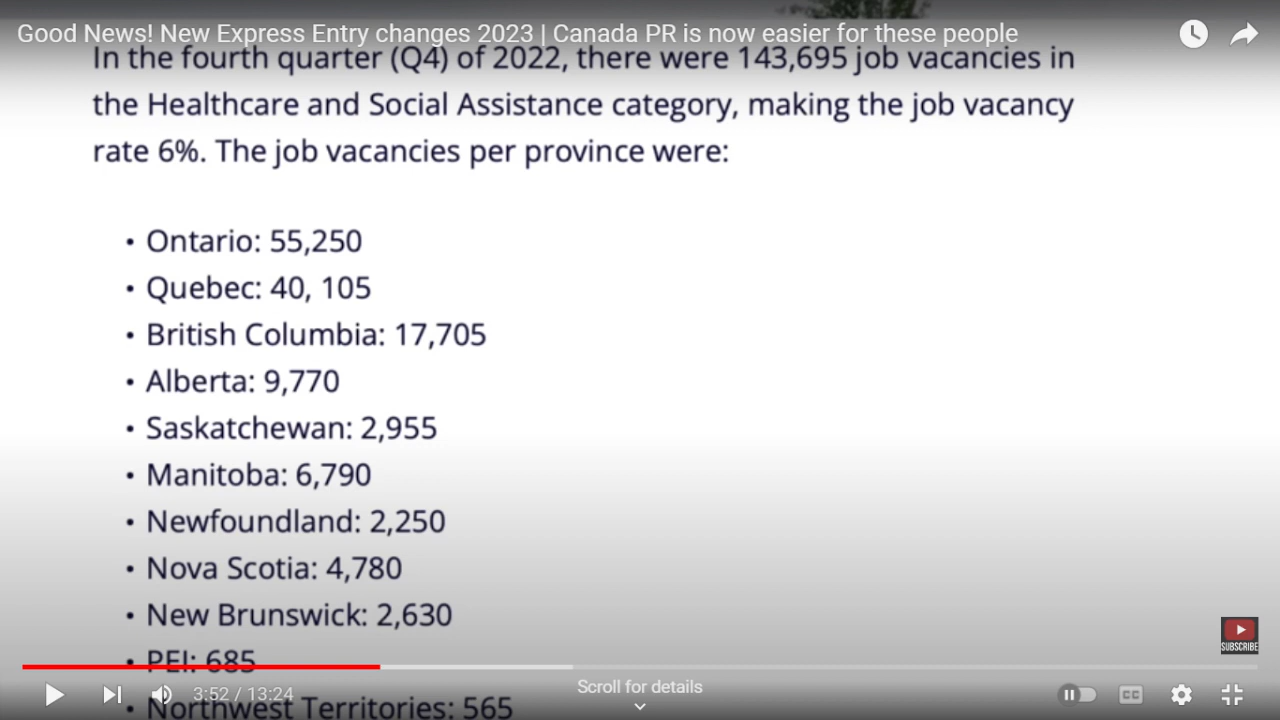 Good News! New Express Entry changes 2023 | Canada PR is now easier for these people
In the fourth quarter (Q4) of 2022, there were 143,695 job vacancies in
the Healthcare and Social Assistance category, making the job vacancy
rate 6%. The job vacancies per province were:
• Ontario: 55,250
• Quebec: 40, 105
• British Columbia: 17,705
• Alberta: 9,770
• Saskatchewan: 2,955
• Manitoba: 6,790
• Newfoundland: 2,250
• Nova Scotia: 4,780
• New Brunswick: 2,630
SUBSCRIBE
• PEI: 685
3:52 / 13:24
Scroll for details
CC
• Northwest Territories: 565